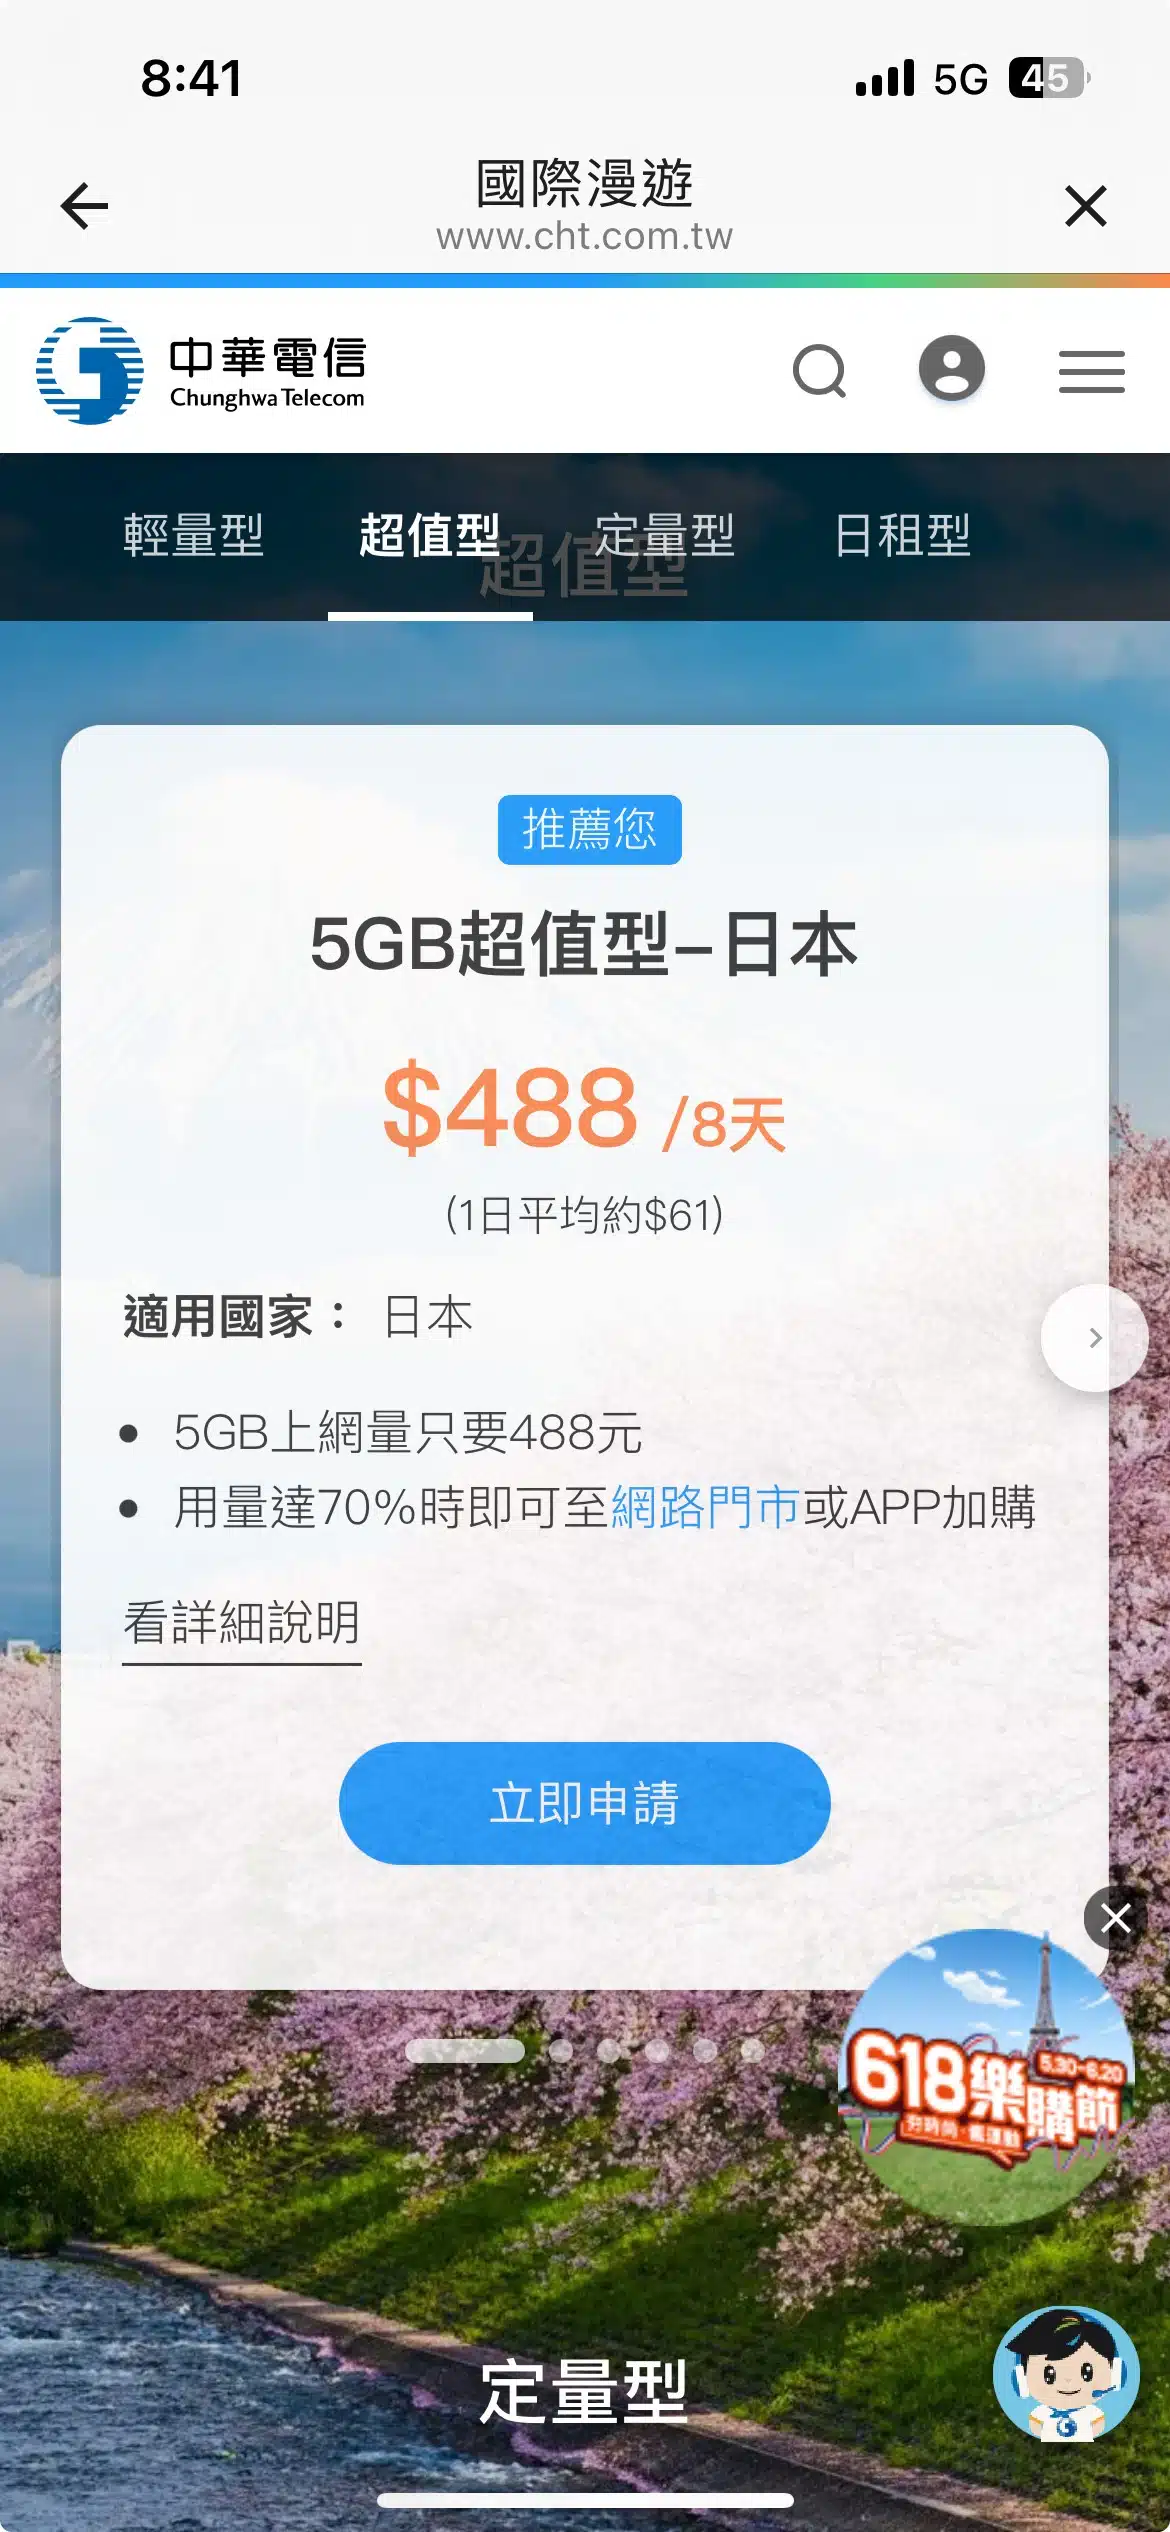 8:41
5G 45
國際漫遊
www.cht.com.tw
中華電信
Chunghwa Telecom
輕量型 超值型 定量型 日租型
超值型
推薦您
5GB超值型–日本
$488 /8天
(1日平均約$61)
適用國家： 日本
5GB上網量只要488元
用量達70%時即可至網路門市或APP加購
看詳細說明
立即申請
618樂購節
5.30-6.20
定量型